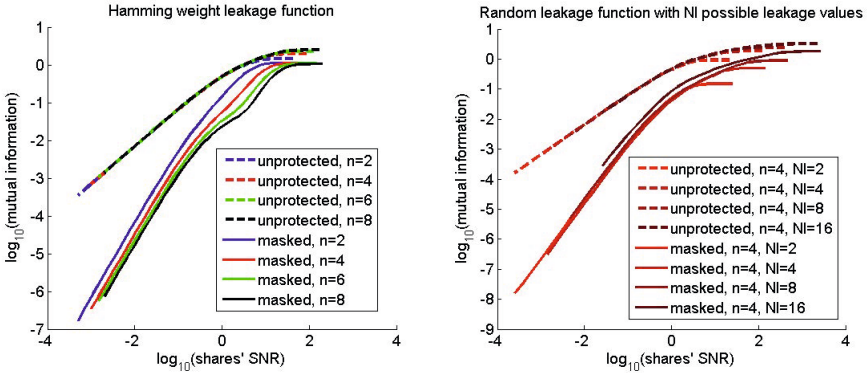 Hamming weight leakage function
log10(mutual information)
1
0
-1
-2
-3
-4
-5
-6
-7
unprotected, n=2
unprotected, n=4
unprotected, n=6
unprotected, n=8
masked, n=2
masked, n=4
masked, n=6
masked, n=8
-4
-2
0
2
4
log10(shares' SNR)
Random leakage function with Nl possible leakage values
log10(mutual information)
1
0
-1
-2
-3
-4
-5
-6
-7
-8
-9
unprotected, n=4, Nl=2
unprotected, n=4, Nl=4
unprotected, n=4, Nl=8
unprotected, n=4, Nl=16
masked, n=4, Nl=2
masked, n=4, Nl=4
masked, n=4, Nl=8
masked, n=4, Nl=16
-4
-2
0
2
4
log10(shares' SNR)